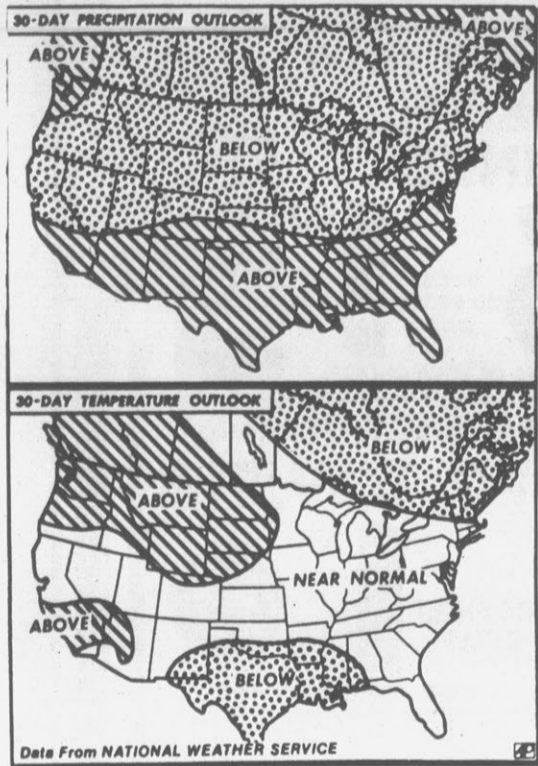 30-DAY PRECIPITATION OUTLOOK
ABOVE
ABOVE
BELOW
ABOVE
30-DAY TEMPERATURE OUTLOOK
BELOW
ABOVE
NEAR NORMAL
ABOVE
BELOW
Data From NATIONAL WEATHER SERVICE
AP